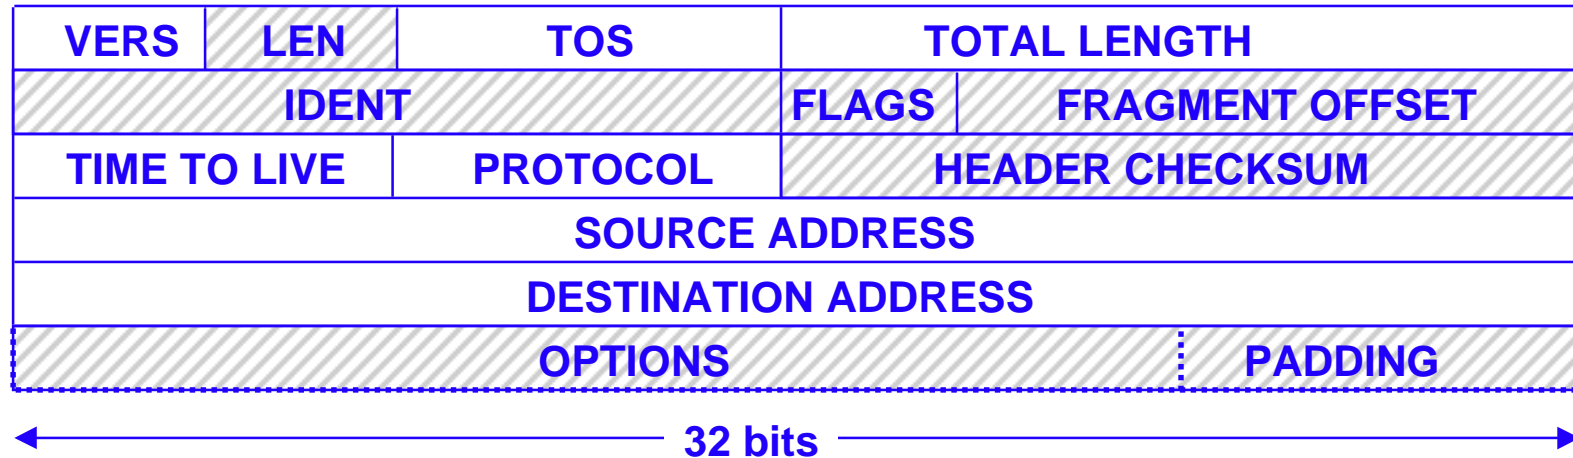 VERS LEN TOS TOTAL LENGTH
IDENT FLAGS FRAGMENT OFFSET
TIME TO LIVE PROTOCOL HEADER CHECKSUM
SOURCE ADDRESS
DESTINATION ADDRESS
OPTIONS PADDING
32 bits